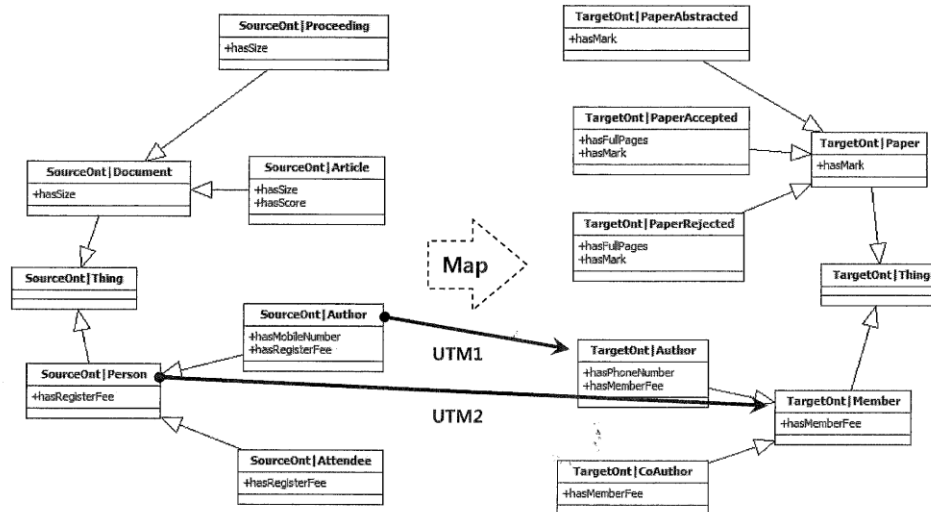 SourceOnt|Proceeding
+hasSize
TargetOnt|PaperAbstracted
+hasMark
TargetOnt|PaperAccepted
+hasFullPages
+hasMark
TargetOnt|Paper
+hasMark
SourceOnt|Document
+hasSize
SourceOnt|Article
+hasSize
+hasScore
TargetOnt|PaperRejected
+hasFullPages
+hasMark
Map
SourceOnt|Thing
TargetOnt|Thing
SourceOnt|Author
+hasMobileNumber
+hasRegisterFee
UTM1
TargetOnt|Author
+hasPhoneNumber
+hasMemberFee
SourceOnt|Person
+hasRegisterFee
UTM2
TargetOnt|Member
+hasMemberFee
SourceOnt|Attendee
+hasRegisterFee
TargetOnt|CoAuthor
+hasMemberFee